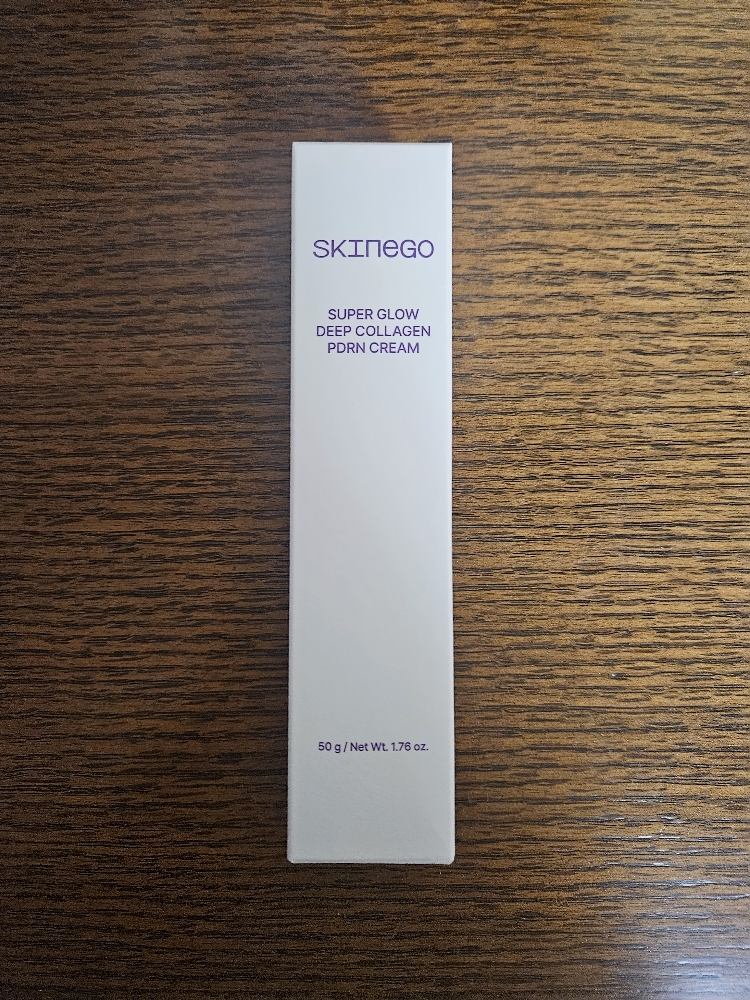 SKINeGO
SUPER GLOW
DEEP COLLAGEN
PDRN CREAM
50 g / Net Wt. 1.76 oz.